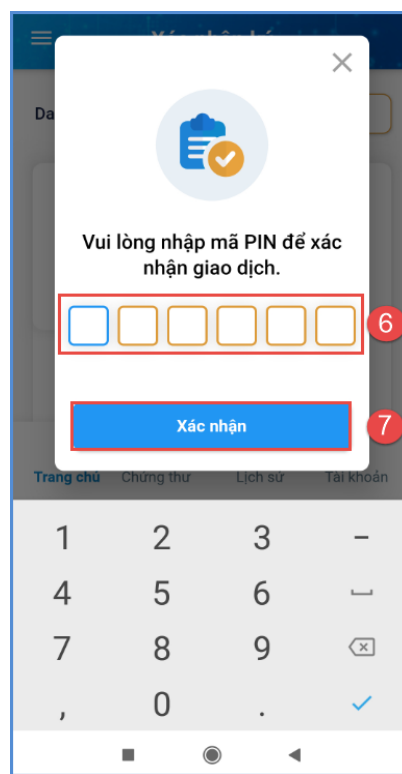 Da
Vui lòng nhập mã PIN để xác
nhận giao dịch.
6
Xác nhận
7
Trang chủ Chứng thư Lịch sử Tài khoản
1 2 3 -
4 5 6
7 8 9
, 0 .